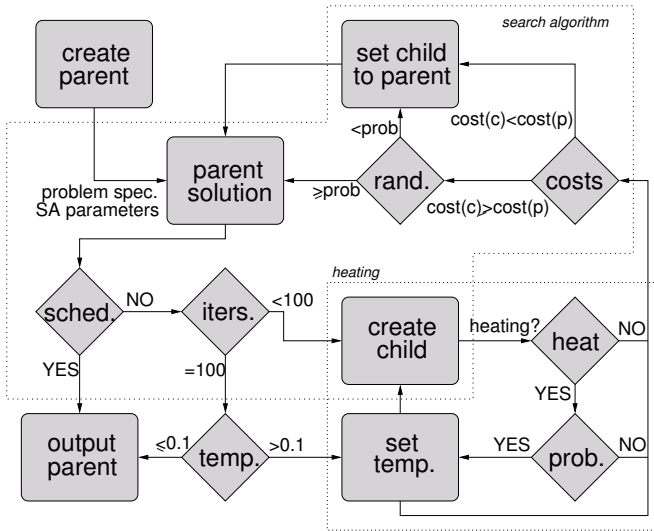 search algorithm
create
parent
set child
to parent
<prob
cost(c)<cost(p)
parent
solution
rand.
costs
problem spec.
SA parameters
≥prob
cost(c)≥cost(p)
heating
sched.
NO
iters.
<100
create
child
heating?
heat
NO
YES
=100
YES
output
parent
≤0.1
temp.
>0.1
set
temp.
YES
prob.
NO